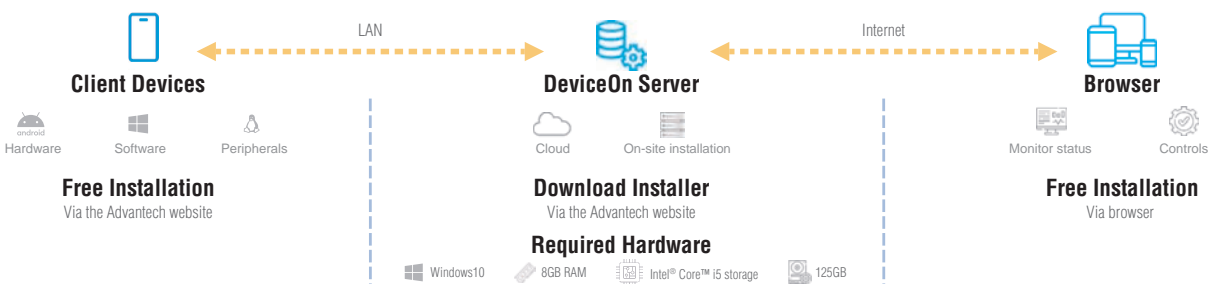 LAN
Internet
Client Devices
DeviceOn Server
Browser
android
Hardware
Software
Peripherals
Cloud
On-site installation
Monitor status
Controls
Free Installation
Via the Advantech website
Download Installer
Via the Advantech website
Free Installation
Via browser
Required Hardware
Windows10
8GB RAM
Intel® Core™ i5 storage
125GB